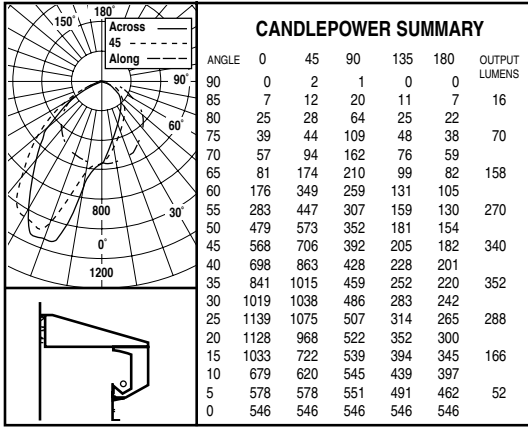 180°
150°
Across
45
Along
90°
60°
800
30°
0°
1200
CANDLEPOWER SUMMARY
ANGLE 0 45 90 135 180 OUTPUT LUMENS
90 0 2 1 0 0
85 7 12 20 11 7 16
80 25 28 64 25 22
75 39 44 109 48 38 70
70 57 94 162 76 59
65 81 174 210 99 82 158
60 176 349 259 131 105
55 283 447 307 159 130 270
50 479 573 352 181 154
45 568 706 392 205 182 340
40 698 863 428 228 201
35 841 1015 459 252 220 352
30 1019 1038 486 283 242
25 1139 1075 507 314 265 288
20 1128 968 522 352 300
15 1033 722 539 394 345 166
10 679 620 545 439 397
5 578 578 551 491 462 52
0 546 546 546 546 546